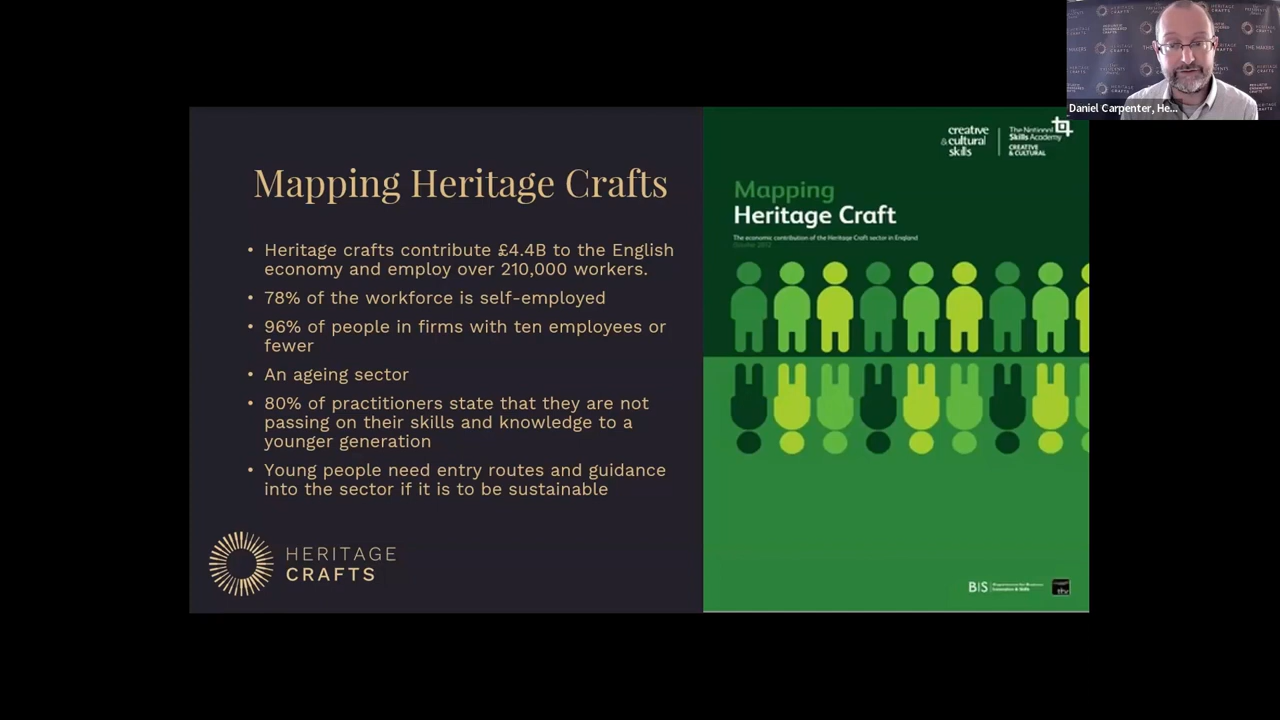 Mapping Heritage Crafts
• Heritage crafts contribute £4.4B to the English
economy and employ over 210,000 workers.
• 78% of the workforce is self-employed
• 96% of people in firms with ten employees or
fewer
• An ageing sector
• 80% of practitioners state that they are not
passing on their skills and knowledge to a
younger generation
• Young people need entry routes and guidance
into the sector if it is to be sustainable
HERITAGE
CRAFTS
creative
& cultural
skills
The National
Skills Academy
CREATIVE
& CULTURAL
Mapping
Heritage Craft
The economic contribution of the Heritage Craft sector in England
BIS
Daniel Carpenter, He...